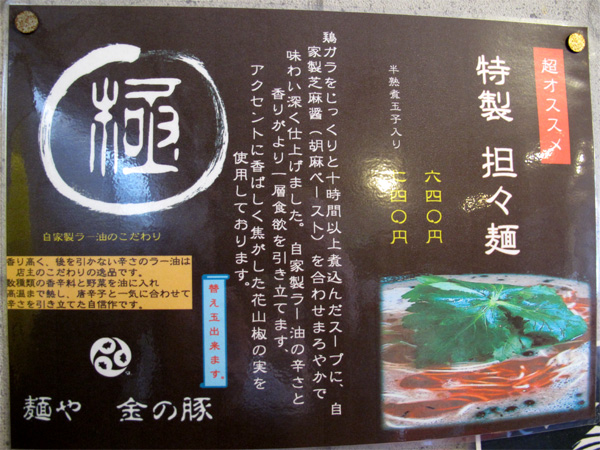 超オススメ
特製 担々麺
六四〇円
半熟煮玉子入り
七四〇円
鶏ガラをじっくりと十時間以上煮込んだスープに、自
家製芝麻醤（胡麻ペースト）を合わせまろやかで
味わい深く仕上げました。自家製ラー油の辛さと
香りがより一層食欲を引き立てます。
アクセントに香ばしく焦がした花山椒の実を
使用しております。
替え玉出来ます。
極
自家製ラー油のこだわり
香り高く、後を引かない辛さのラー油は
店主のこだわりの逸品です。
数種類の香辛料と野菜を油に入れ
高温まで熱し、唐辛子と一気に合わせて
辛さを引き立てた自信作です。
麺や 金の豚